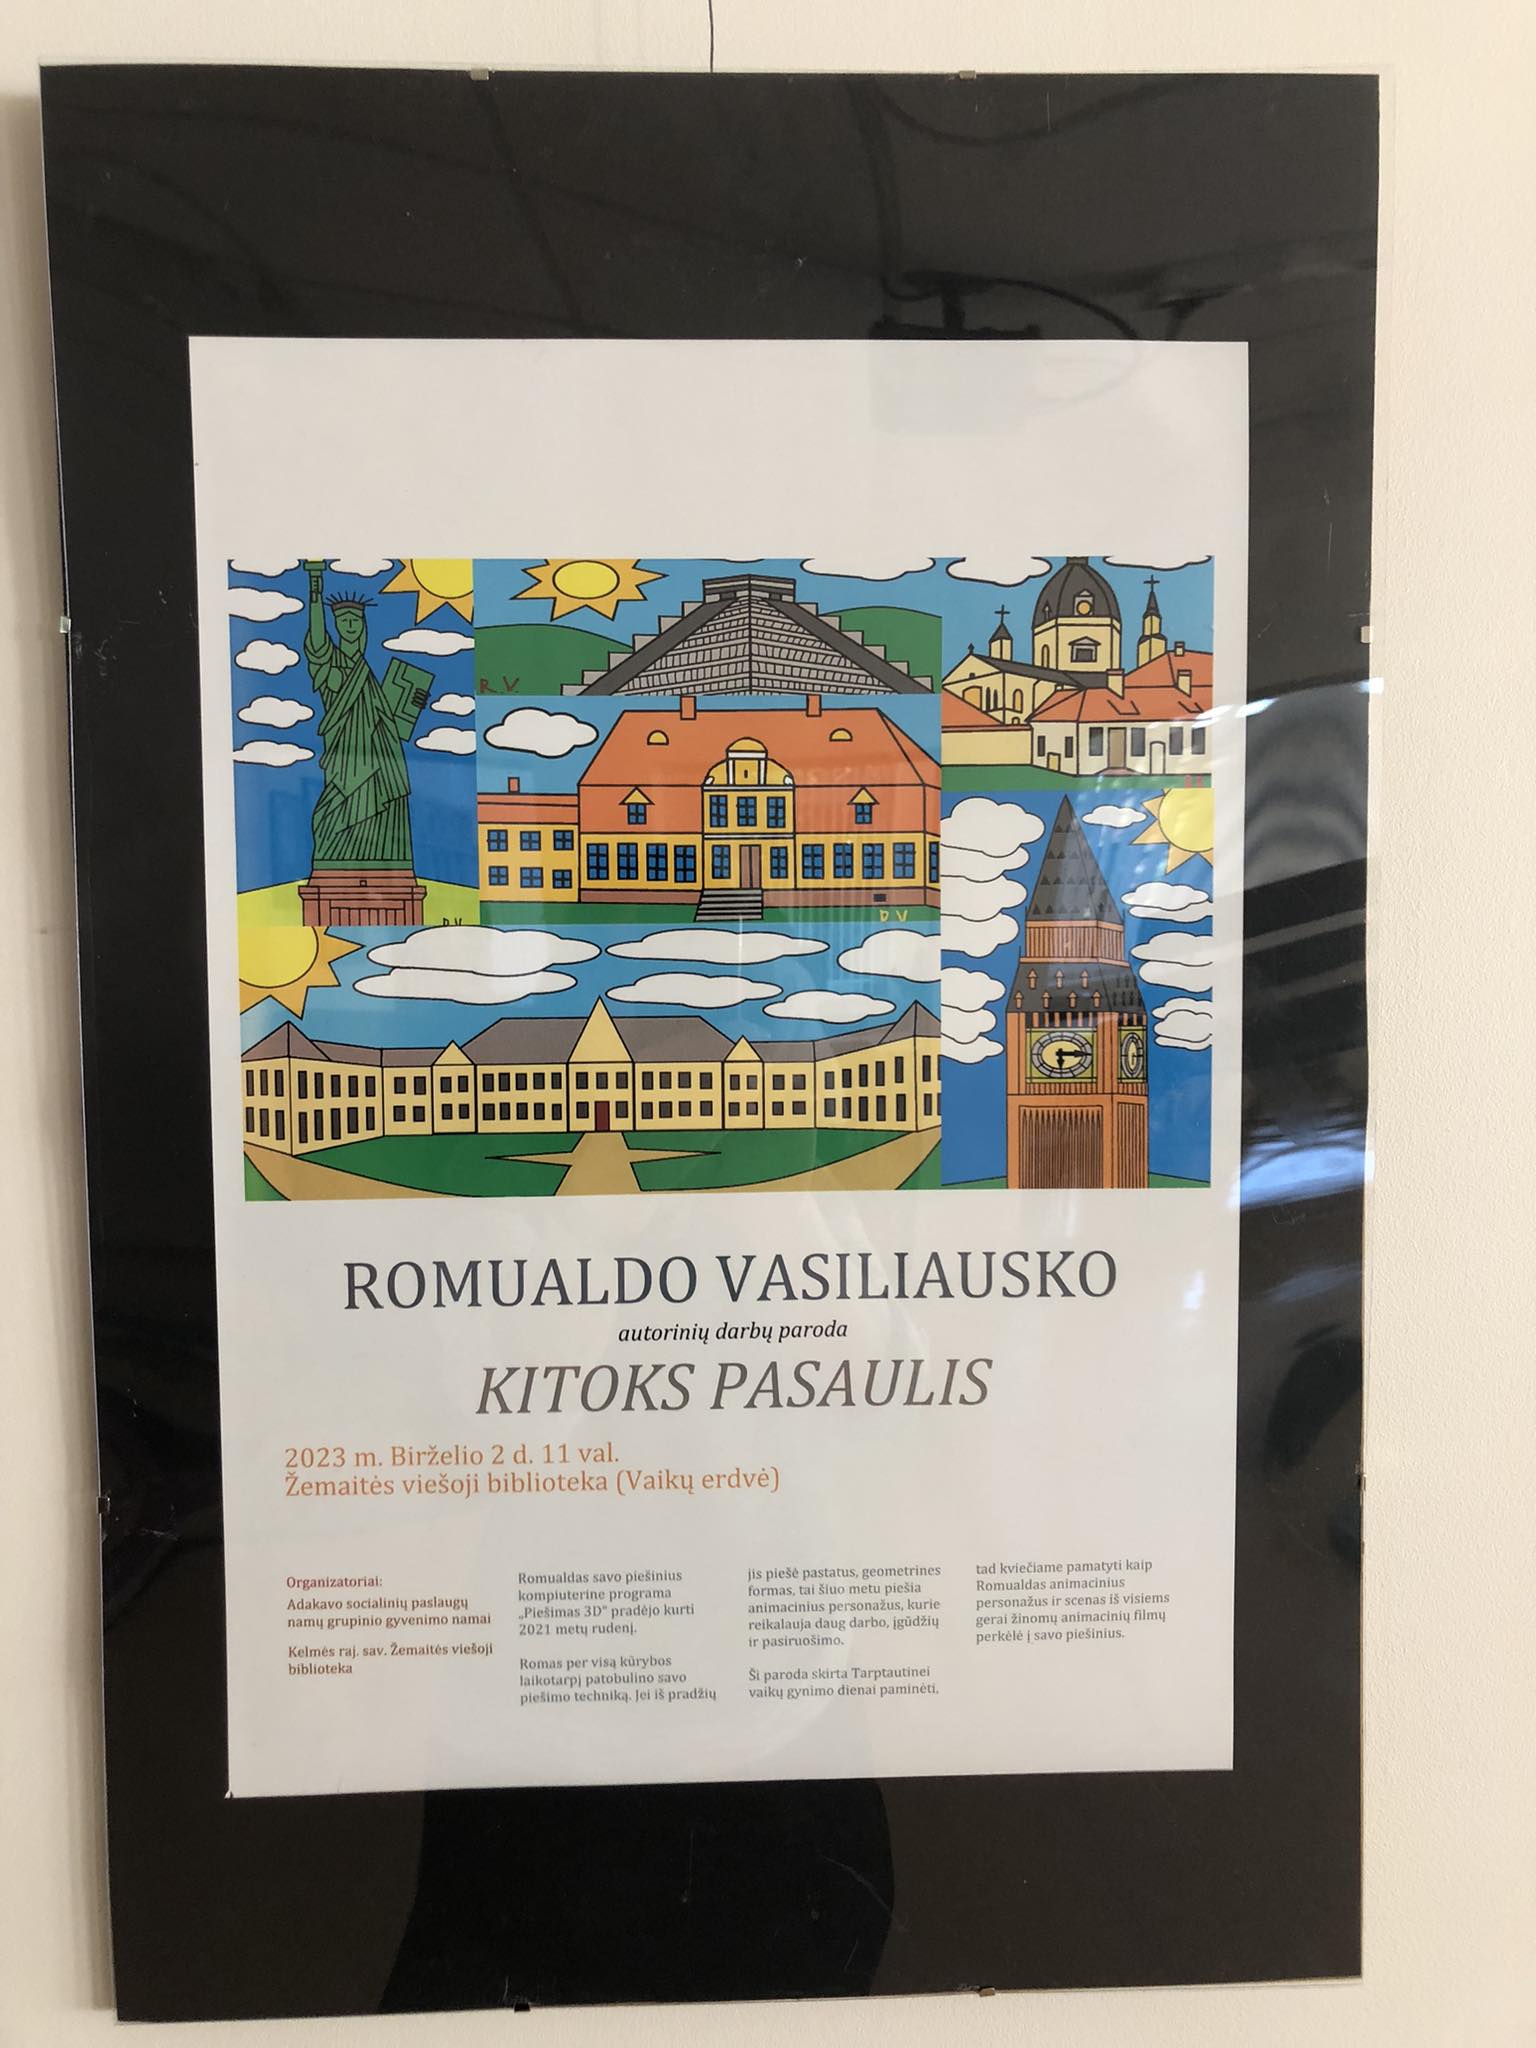 R.V.
R.V.
R V
ROMUALDO VASILIAUSKO
autorinių darbų paroda
KITOKS PASAULIS
2023 m. Birželio 2 d. 11 val.
Žemaitės viešoji biblioteka (Vaikų erdvė)
Organizatoriai:
Adakavo socialinių paslaugų
namų grupinio gyvenimo namai
Kelmės raj. sav. Žemaitės viešoji
biblioteka
Romualdas savo piešinius
kompiuterine programa
„Piešimas 3D" pradėjo kurti
2021 metų rudenį.
Romas per visą kūrybos
laikotarpį patobulino savo
piešimo techniką. Jei iš pradžių
jis piešė pastatus, geometrines
formas, tai šiuo metu piešia
animacinius personažus, kurie
reikalauja daug darbo, įgūdžių
ir pasiruošimo.
Ši paroda skirta Tarptautinei
vaikų gynimo dienai paminėti,
tad kviečiame pamatyti kaip
Romualdas animacinius
personažus ir scenas iš visiems
gerai žinomų animacinių filmų
perkėlė į savo piešinius.